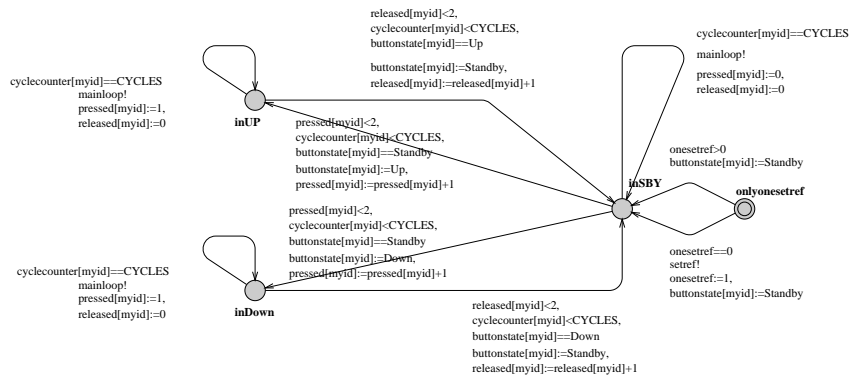 released[myid]<2,
cyclecounter[myid]<CYCLES,
buttonstate[myid]==Up
buttonstate[myid]:=Standby,
released[myid]:=released[myid]+1
cyclecounter[myid]==CYCLES
mainloop!
pressed[myid]:=0,
released[myid]:=0
cyclecounter[myid]==CYCLES
mainloop!
pressed[myid]:=1,
released[myid]:=0
inUP
pressed[myid]<2,
cyclecounter[myid]<CYCLES,
buttonstate[myid]==Standby
buttonstate[myid]:=Up,
pressed[myid]:=pressed[myid]+1
onesetref>0
buttonstate[myid]:=Standby
inSBY
onlyonesetref
pressed[myid]<2,
cyclecounter[myid]<CYCLES,
buttonstate[myid]==Standby
buttonstate[myid]:=Down,
pressed[myid]:=pressed[myid]+1
onesetref==0
setref!
onesetref:=1,
buttonstate[myid]:=Standby
cyclecounter[myid]==CYCLES
mainloop!
pressed[myid]:=1,
released[myid]:=0
inDown
released[myid]<2,
cyclecounter[myid]<CYCLES,
buttonstate[myid]==Down
buttonstate[myid]:=Standby,
released[myid]:=released[myid]+1